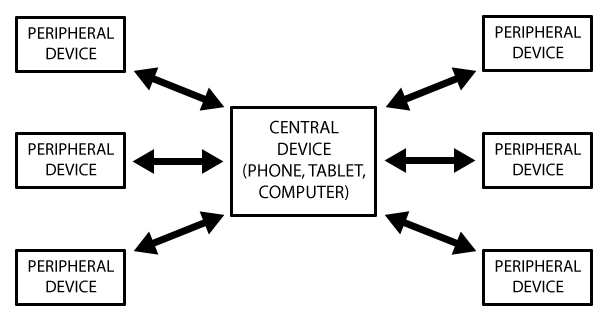 PERIPHERAL
DEVICE
PERIPHERAL
DEVICE
PERIPHERAL
DEVICE
CENTRAL
DEVICE
(PHONE, TABLET,
COMPUTER)
PERIPHERAL
DEVICE
PERIPHERAL
DEVICE
PERIPHERAL
DEVICE